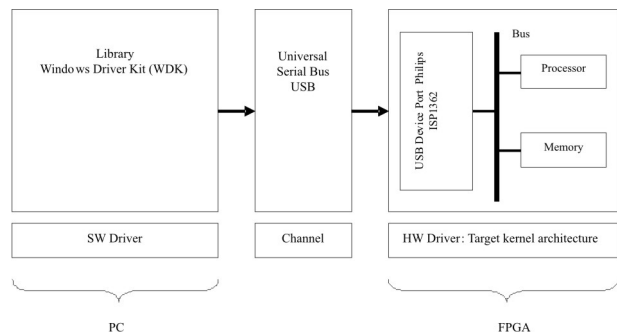 Library
Windows Driver Kit (WDK)
Universal
Serial Bus
USB
USB Device Port Philips
ISP1362
Bus
Processor
Memory
SW Driver
Channel
HW Driver: Target kernel architecture
PC
FPGA